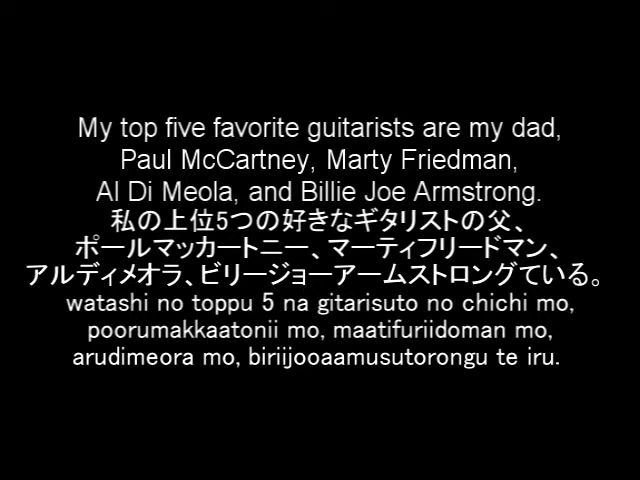 My top five favorite guitarists are my dad,
Paul McCartney, Marty Friedman,
Al Di Meola, and Billie Joe Armstrong.
私の上位5つの好きなギタリストの父、
ポールマッカートニー、マーティフリードマン、
アルディメオラ、ビリージョーアームストロングている。
watashi no toppu 5 na gitarisuto no chichi mo,
poorumakkaatonii mo, maatifuriidoman mo,
arudimeora mo, biriijooaamusutorongu te iru.